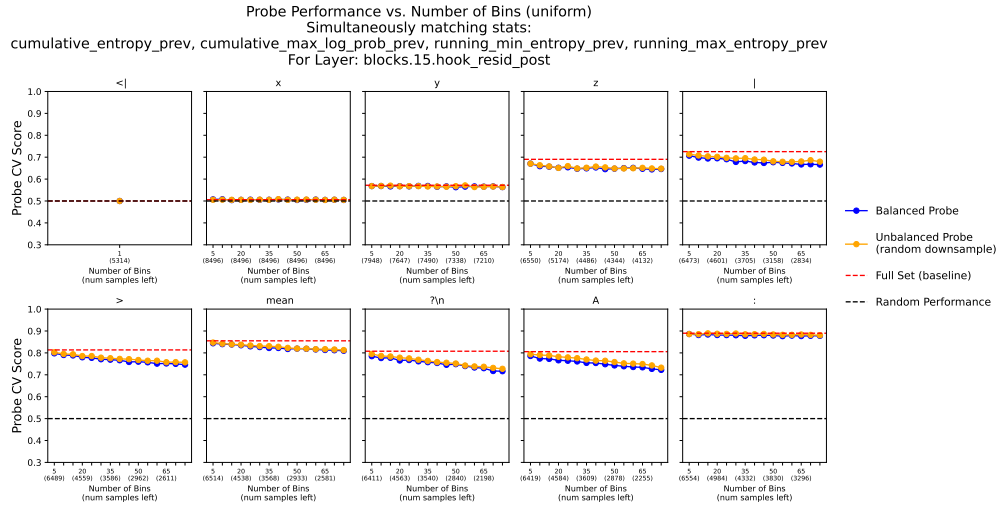 Probe Performance vs. Number of Bins (uniform)
Simultaneously matching stats:
cumulative_entropy_prev, cumulative_max_log_prob_prev, running_min_entropy_prev, running_max_entropy_prev
For Layer: blocks.15.hook_resid_post
<| x y z |
Probe CV Score
1.0
0.9
0.8
0.7
0.6
0.5
0.4
0.3
1 5 20 35 50 65 5 20 35 50 65 5 20 35 50 65 5 20 35 50 65
(5314) (8496) (8496) (8496) (8496) (8496) (7948) (7647) (7490) (7338) (7210) (6550) (5174) (4486) (4344) (4132) (6473) (4601) (3705) (3158) (2834)
Number of Bins Number of Bins Number of Bins Number of Bins Number of Bins
(num samples left) (num samples left) (num samples left) (num samples left) (num samples left)
Balanced Probe
Unbalanced Probe
(random downsample)
Full Set (baseline)
Random Performance
> mean ?\n A :
Probe CV Score
1.0
0.9
0.8
0.7
0.6
0.5
0.4
0.3
5 20 35 50 65 5 20 35 50 65 5 20 35 50 65 5 20 35 50 65 5 20 35 50 65
(6489) (4559) (3586) (2962) (2611) (6514) (4538) (3568) (2933) (2581) (6411) (4563) (3540) (2840) (2198) (6419) (4584) (3609) (2878) (2255) (6554) (4984) (4332) (3830) (3296)
Number of Bins Number of Bins Number of Bins Number of Bins Number of Bins
(num samples left) (num samples left) (num samples left) (num samples left) (num samples left)